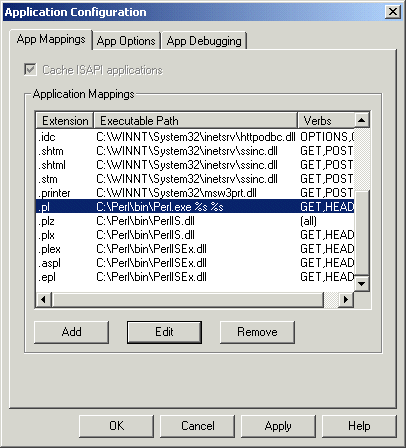 Application Configuration
App Mappings App Options App Debugging
Cache ISAPI applications
Application Mappings
Extension Executable Path Verbs
.idc C:\WINNT\System32\inetsrv\httpodbc.dll OPTIONS,
.shtm C:\WINNT\System32\inetsrv\ssinc.dll GET,POST
.shtml C:\WINNT\System32\inetsrv\ssinc.dll GET,POST
.stm C:\WINNT\System32\inetsrv\ssinc.dll GET,POST
.printer C:\WINNT\System32\msw3prt.dll GET,POST
.pl C:\Perl\bin\Perl.exe %s %s GET,HEAD
.plz C:\Perl\bin\PerlIS.dll (all)
.plx C:\Perl\bin\PerlIS.dll GET,HEAD
.plex C:\Perl\bin\PerlISEx.dll GET,HEAD
.aspl C:\Perl\bin\PerlISEx.dll GET,HEAD
.epl C:\Perl\bin\PerlISEx.dll GET,HEAD
Add Edit Remove
OK Cancel Apply Help